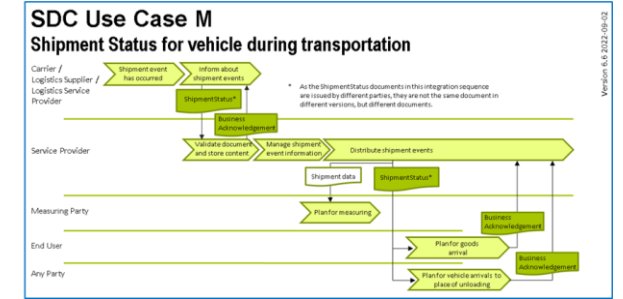 SDC Use Case M
Shipment Status for vehicle during transportation
Version 6.6 2022-09-02
Carrier /
Logistics Supplier /
Logistics Service
Provider
Shipment event
has occurred
Inform about
shipment events
* As the ShipmentStatus documents in this integration sequence
are issued by different parties, they are not the same document in
different versions, but different documents.
ShipmentStatus*
Business
Acknowledgement
Service Provider
Validate document
and store content
Manage shipment
event information
Distribute shipment events
Shipment data
ShipmentStatus*
Measuring Party
Plan for measuring
Business
Acknowledgement
End User
Plan for goods
arrival
Business
Acknowledgement
Any Party
Plan for vehicle arrivals to
place of unloading